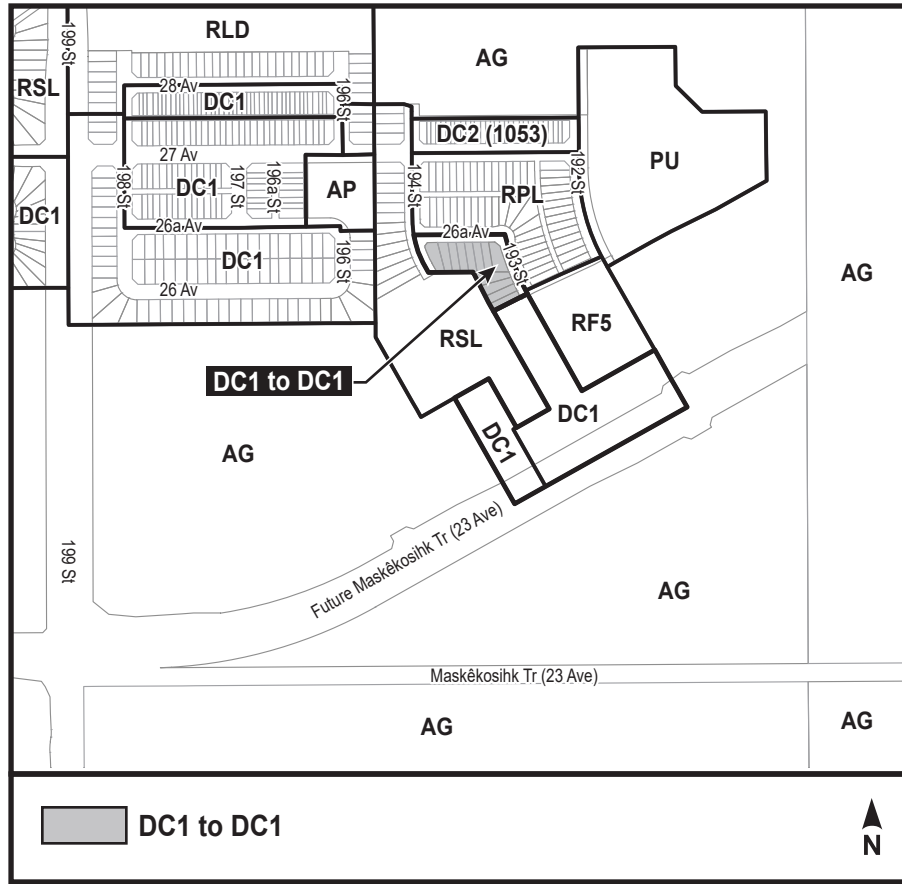 RLD
199 St
AG
RSL
28 Av
196 St
DC1
DC2 (1053)
27 Av
192 St
PU
198 St
DC1
197 St
196a St
AP
194 St
RPL
DC1
26a Av
26a Av
DC1
196 St
193 St
AG
26 Av
RSL
RF5
DC1 to DC1
DC1
DC1
AG
199 St
Future Maskêkosihk Tr (23 Ave)
AG
Maskêkosihk Tr (23 Ave)
AG
AG
DC1 to DC1
N